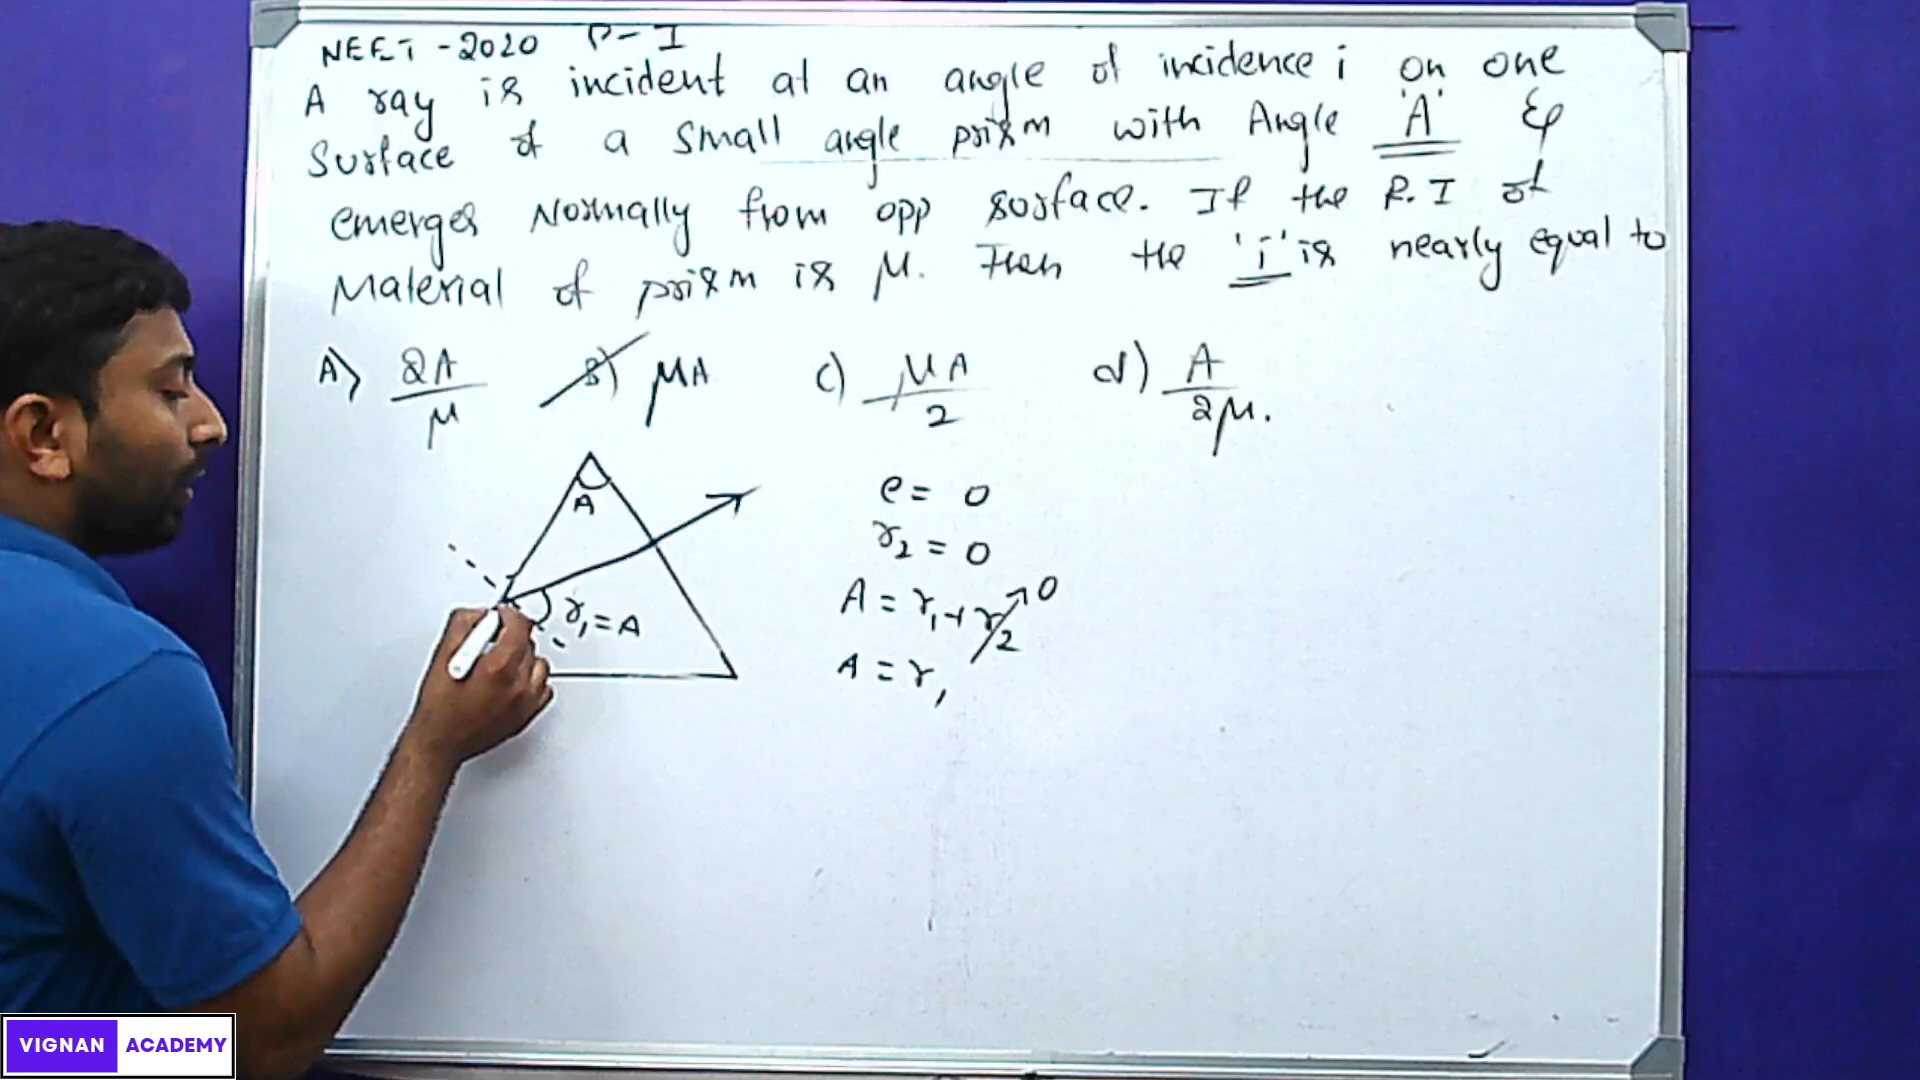 NEET - 2020 P-I
A ray is incident at an angle of incidence i on one
Surface of a small angle prism with Angle 'A' &
emerges Normally from opp surface. If the R.I of
Material of prism is μ. Then the 'i' is nearly equal to
A) 2A/μ B) μA C) μA/2 d) A/2μ.
A
e = 0
r₂ = 0
A = r₁ + r₂ 0
r₁ = A
A = r₁
VIGNAN ACADEMY